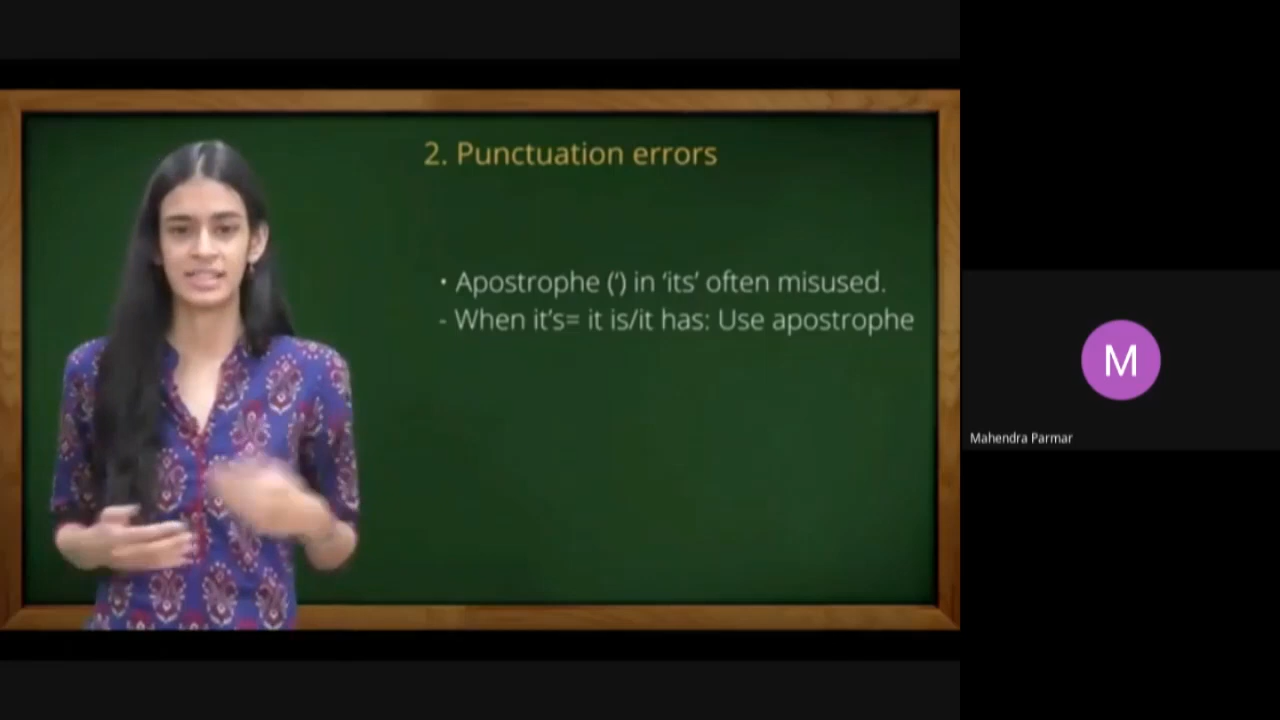 2. Punctuation errors
• Apostrophe (’) in ‘its’ often misused.
- When it’s= it is/it has: Use apostrophe
M
Mahendra Parmar